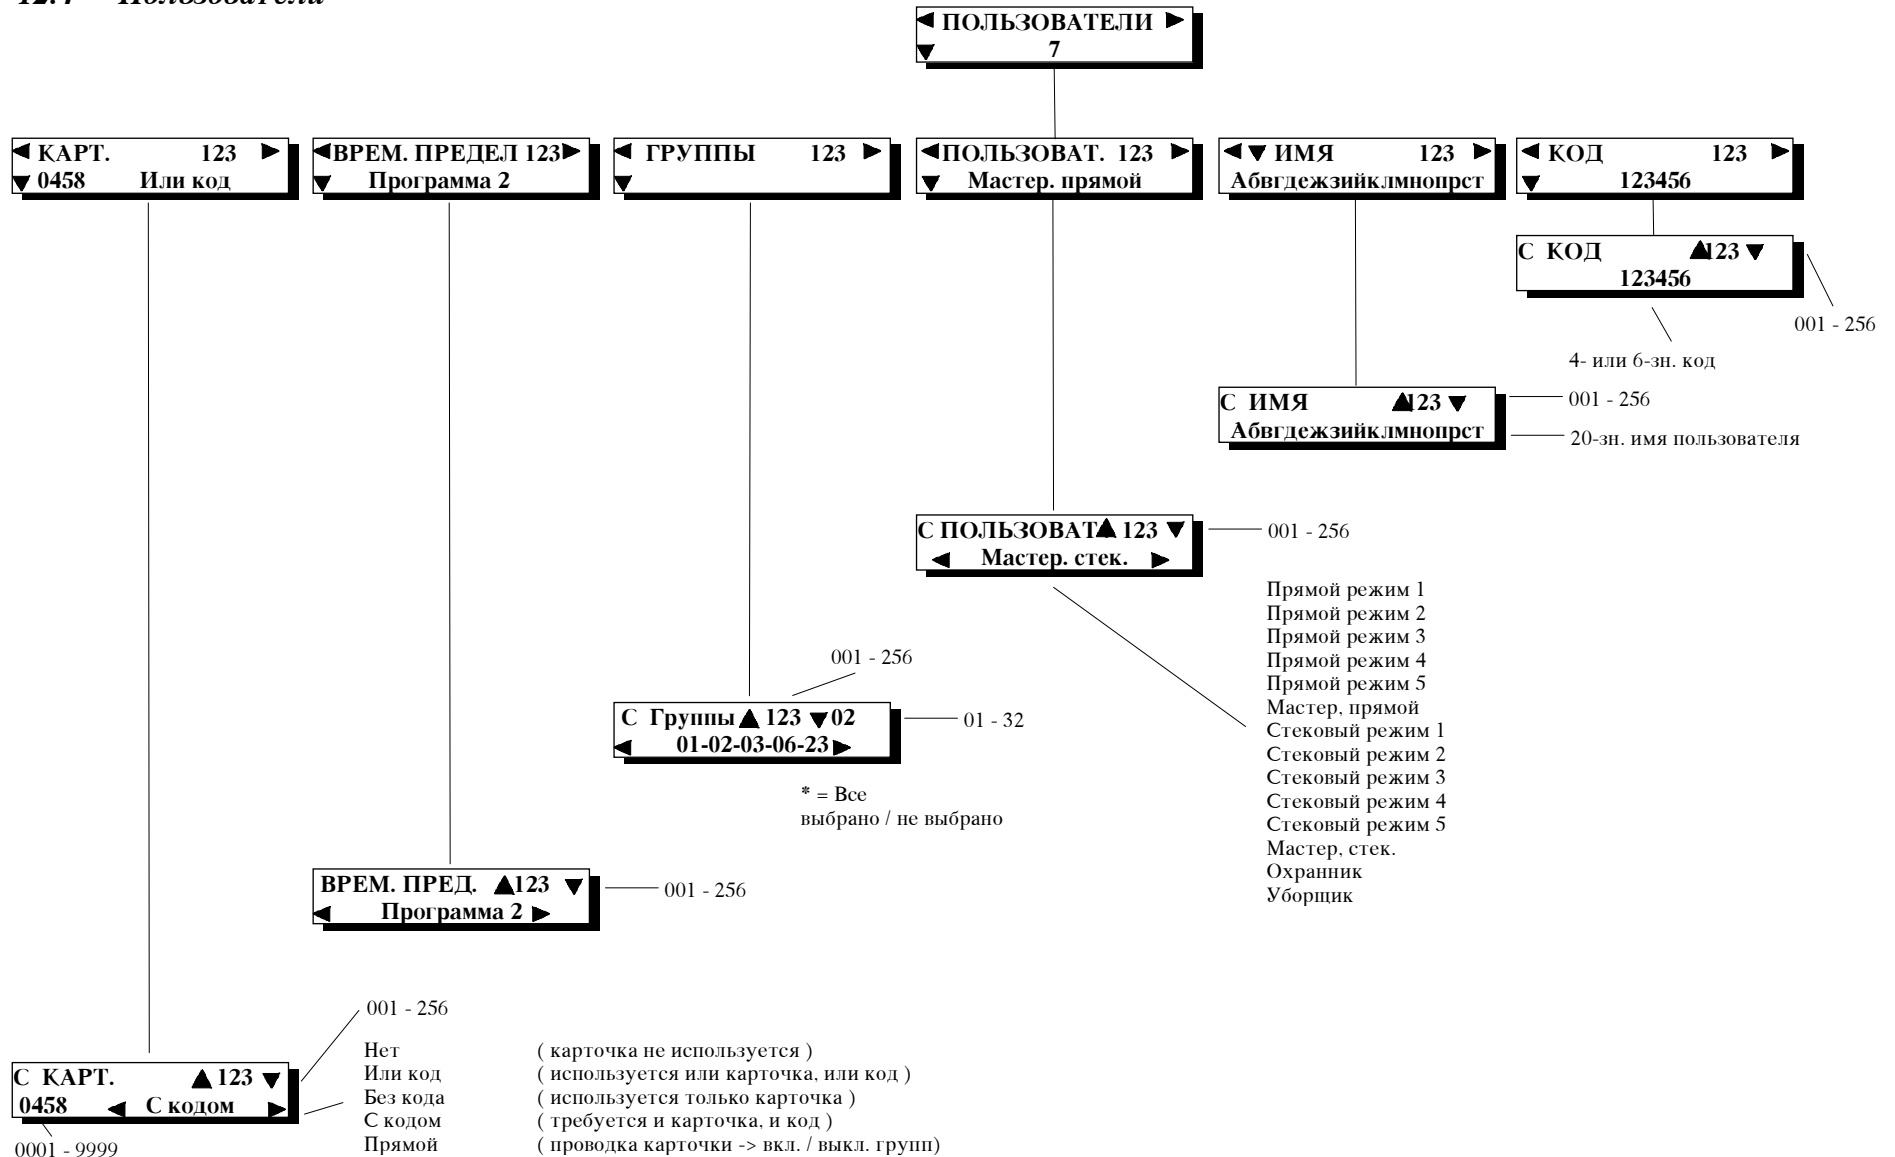 ◄ ПОЛЬЗОВАТЕЛИ ►
▼ 7
◄ КАРТ. 123 ►
▼ 0458 Или код
◄ВРЕМ. ПРЕДЕЛ 123►
▼ Программа 2
◄ ГРУППЫ 123 ►
▼
◄ПОЛЬЗОВАТ. 123 ►
▼ Мастер. прямой
◄ ▼ ИМЯ 123 ►
Абвгдежзийклмнопрст
◄ КОД 123 ►
▼ 123456
С КОД ▲123 ▼
123456
001 - 256
4- или 6-зн. код
С ИМЯ ▲123 ▼
Абвгдежзийклмнопрст
001 - 256
20-зн. имя пользователя
С ПОЛЬЗОВАТ▲ 123 ▼
◄ Мастер. стек. ►
001 - 256
Прямой режим 1
Прямой режим 2
Прямой режим 3
Прямой режим 4
Прямой режим 5
Мастер, прямой
Стековый режим 1
Стековый режим 2
Стековый режим 3
Стековый режим 4
Стековый режим 5
Мастер, стек.
Охранник
Уборщик
001 - 256
С Группы ▲ 123 ▼02
◄ 01-02-03-06-23►
01 - 32
* = Все
выбрано / не выбрано
ВРЕМ. ПРЕД. ▲123 ▼
◄ Программа 2 ►
001 - 256
001 - 256
С КАРТ. ▲ 123 ▼
0458 ◄ С кодом ►
0001 - 9999
Нет ( карточка не используется )
Или код ( используется или карточка, или код )
Без кода ( используется только карточка )
С кодом ( требуется и карточка, и код )
Прямой ( проводка карточки -> вкл. / выкл. групп)